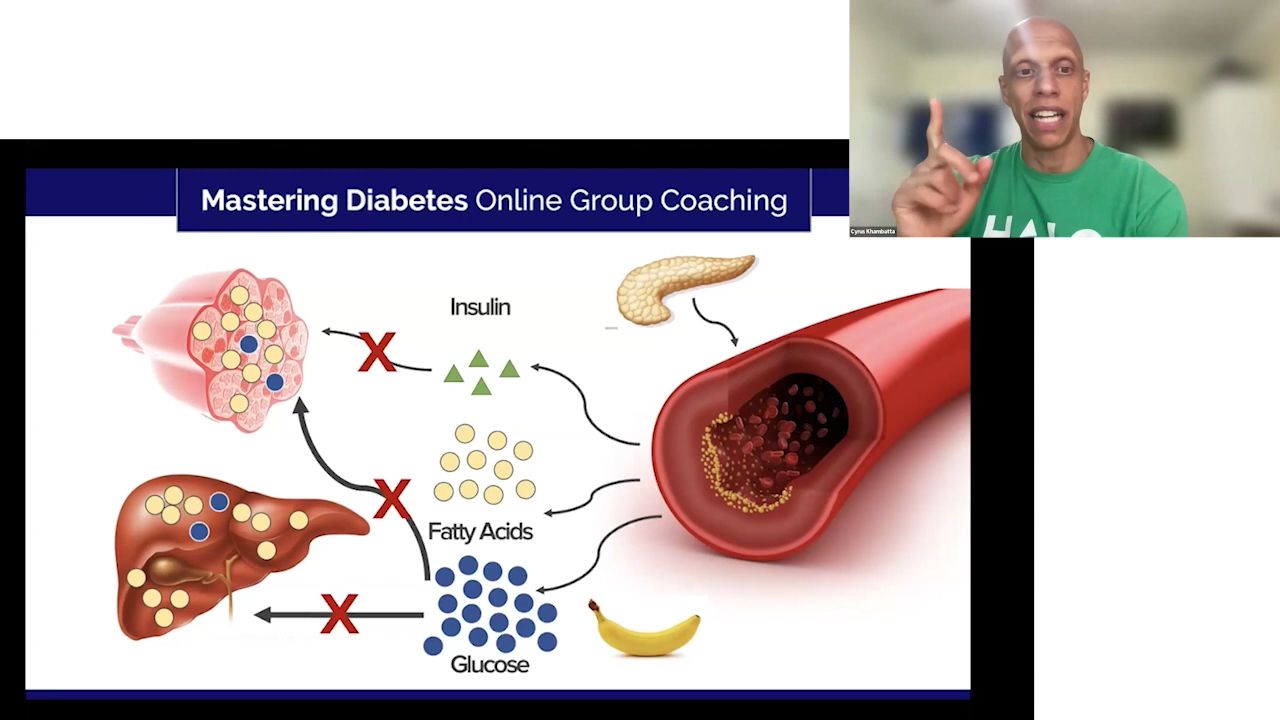 Mastering Diabetes Online Group Coaching
Cyrus Khambatta
Insulin
X
X
Fatty Acids
X
Glucose